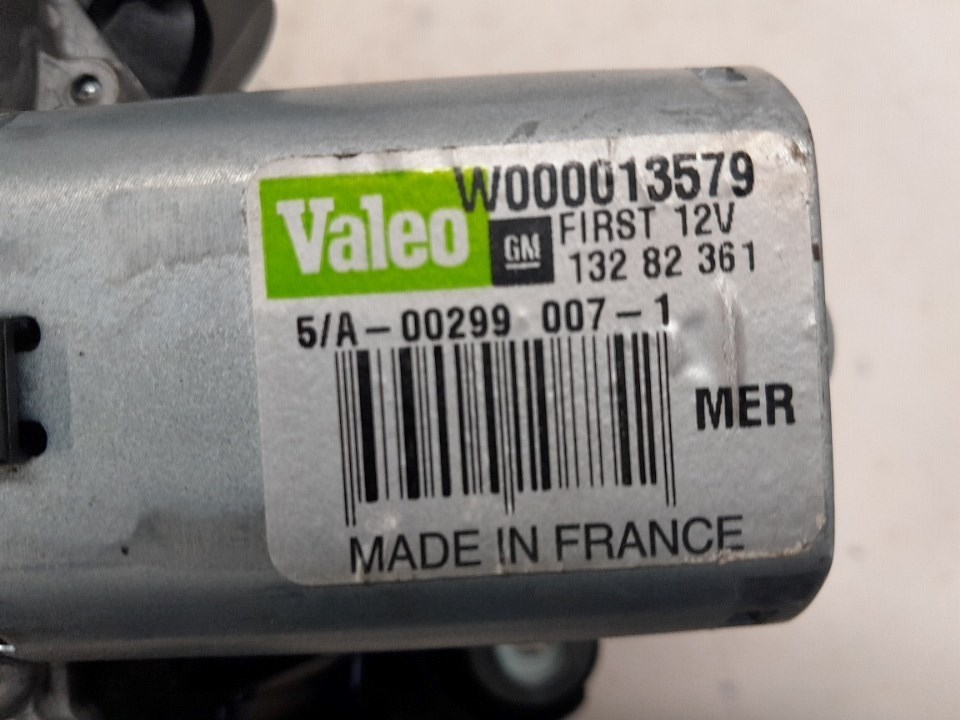 W000013579
Valeo
GM
FIRST 12V
132 82 361
5/A-00299 007-1
MER
MADE IN FRANCE